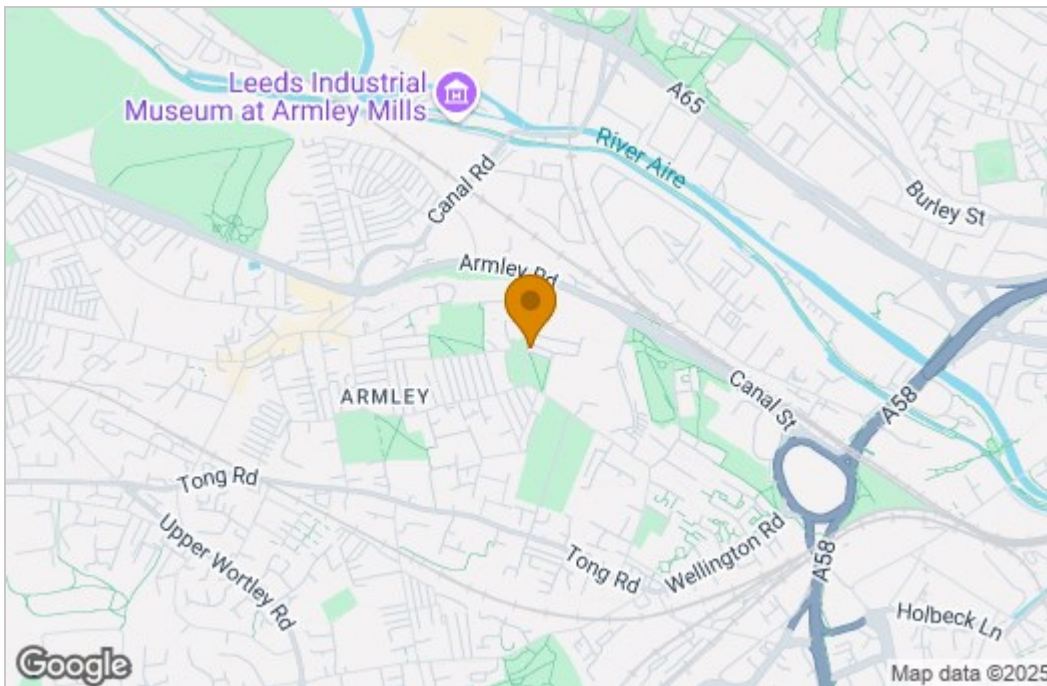 Leeds Industrial
Museum at Armley Mills
A65
River Aire
Canal Rd
Burley St
Armley Rd
ARMLEY
Canal St
A58
Tong Rd
Upper Wortley Rd
Tong Rd
Wellington Rd
A58
Holbeck Ln
Google
Map data ©2025